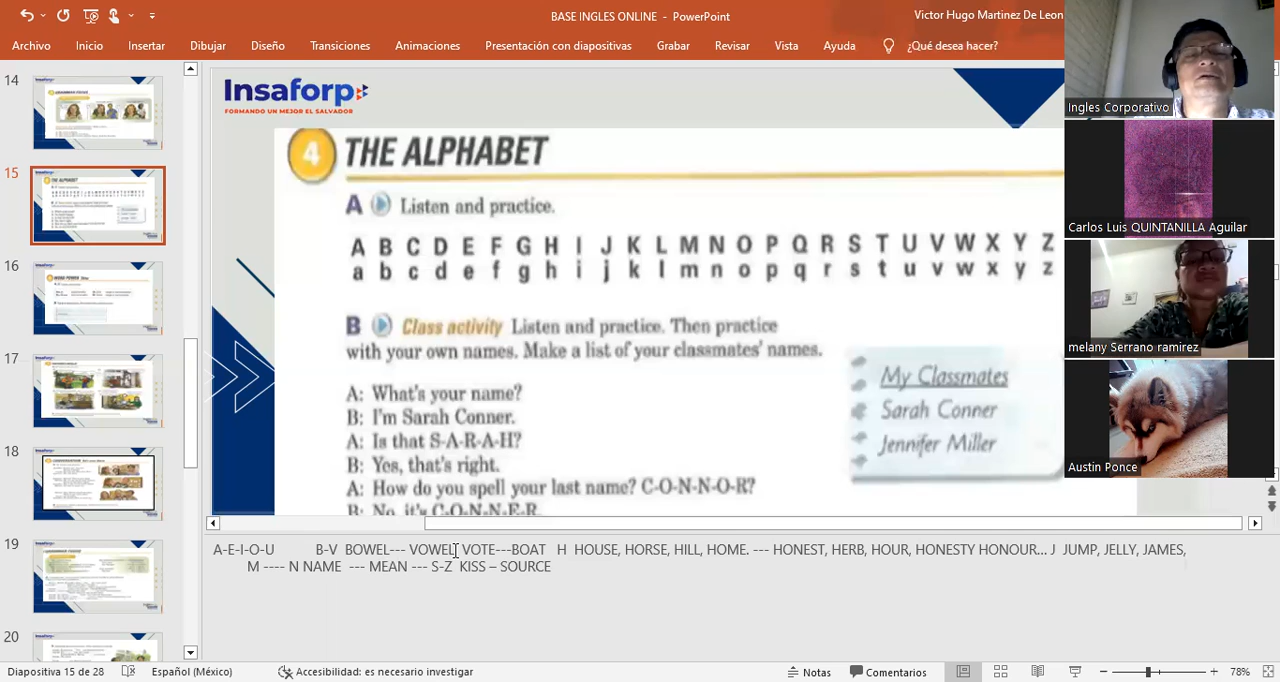 BASE INGLES ONLINE - PowerPoint
Victor Hugo Martinez De Leon
Archivo Inicio Insertar Dibujar Diseño Transiciones Animaciones Presentación con diapositivas Grabar Revisar Vista Ayuda ¿Qué desea hacer?
14
15
16
17
18
19
20
Insaforp
FORMANDO UN MEJOR EL SALVADOR
4 THE ALPHABET
A Listen and practice.
A B C D E F G H I J K L M N O P Q R S T U V W X Y Z
a b c d e f g h i j k l m n o p q r s t u v w x y z
B Class activity Listen and practice. Then practice
with your own names. Make a list of your classmates' names.
A: What's your name?
B: I'm Sarah Conner.
A: Is that S-A-R-A-H?
B: Yes, that's right.
A: How do you spell your last name? C-O-N-N-O-R?
B: No, it's C-O-N-N-E-R.
My Classmates
Sarah Conner
Jennifer Miller
Ingles Corporativo
Carlos Luis QUINTANILLA Aguilar
melany Serrano ramirez
Austin Ponce
A-E-I-O-U B-V BOWEL--- VOWEL VOTE---BOAT H HOUSE, HORSE, HILL, HOME. --- HONEST, HERB, HOUR, HONESTY HONOUR... J JUMP, JELLY, JAMES,
M ---- N NAME --- MEAN --- S-Z KISS – SOURCE
Diapositiva 15 de 28 Español (México) Accesibilidad: es necesario investigar Notas Comentarios 78%